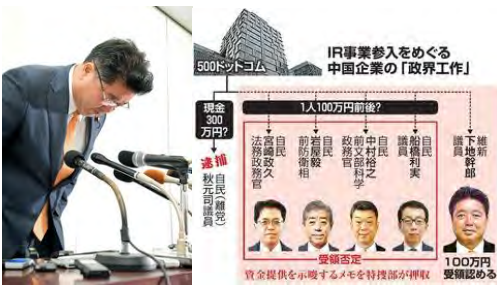 IR事業参入をめぐる
中国企業の「政界工作」
500ドットコム
現金
300
万円?
逮捕
自民(離党)
秋元司議員
1人100万円前後?
自民
宮崎政久
法務政務官
自民
岩屋毅
前防衛相
自民
中村裕之
前文部科学
政務官
自民
船橋利実
議員
維新
下地幹郎
議員
受領否定
資金提供を示唆するメモを特捜部が押収
100万円
受領認める